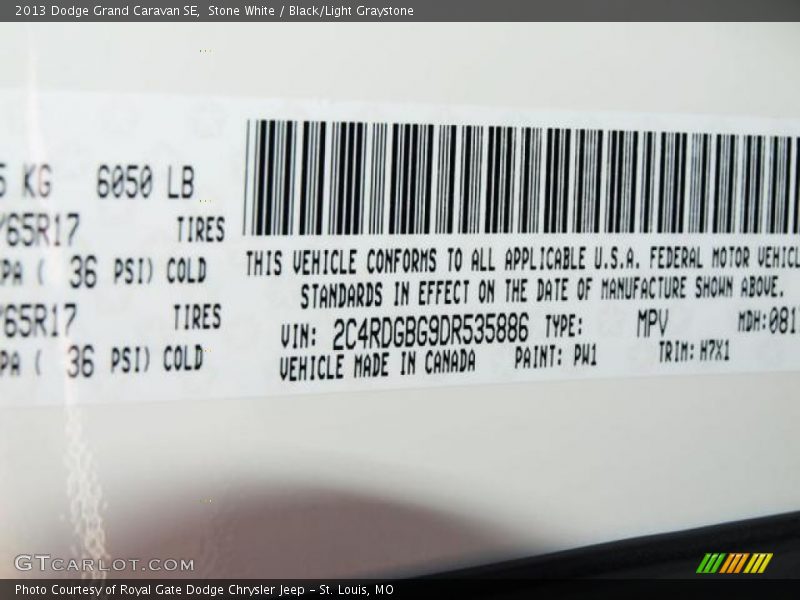 2013 Dodge Grand Caravan SE, Stone White / Black/Light Graystone
KG 6050 LB
65R17 TIRES
PA ( 36 PSI) COLD
65R17 TIRES
PA ( 36 PSI) COLD
THIS VEHICLE CONFORMS TO ALL APPLICABLE U.S.A. FEDERAL MOTOR VEHICL
STANDARDS IN EFFECT ON THE DATE OF MANUFACTURE SHOWN ABOVE.
VIN: 2C4RDGBG9DR535886 TYPE: MPV MDH:081
VEHICLE MADE IN CANADA PAINT: PW1 TRIM: H7X1
GTCARLOT.COM
Photo Courtesy of Royal Gate Dodge Chrysler Jeep – St. Louis, MO